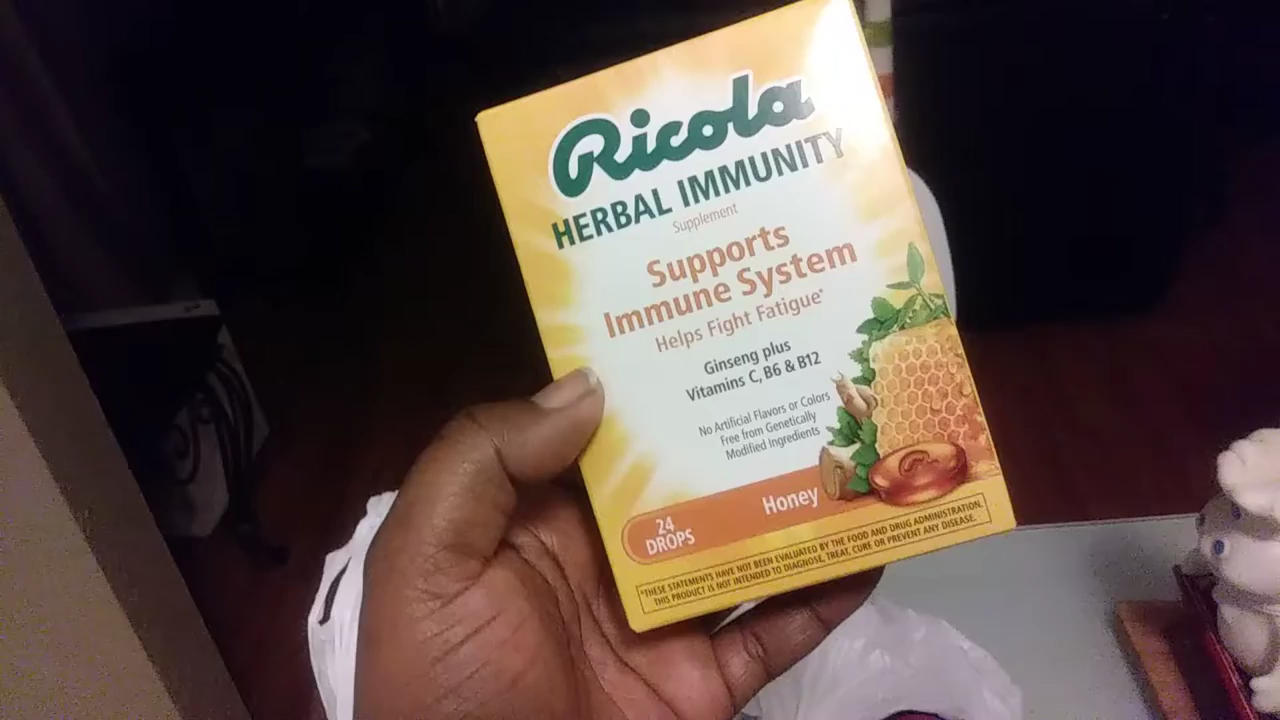 Ricola
HERBAL IMMUNITY
Supplement
Supports
Immune System
Helps Fight Fatigue*
Ginseng plus
Vitamins C, B6 & B12
No Artificial Flavors or Colors
Free from Genetically
Modified Ingredients
Honey
24
DROPS
*THESE STATEMENTS HAVE NOT BEEN EVALUATED BY THE FOOD AND DRUG ADMINISTRATION.
THIS PRODUCT IS NOT INTENDED TO DIAGNOSE, TREAT, CURE OR PREVENT ANY DISEASE.